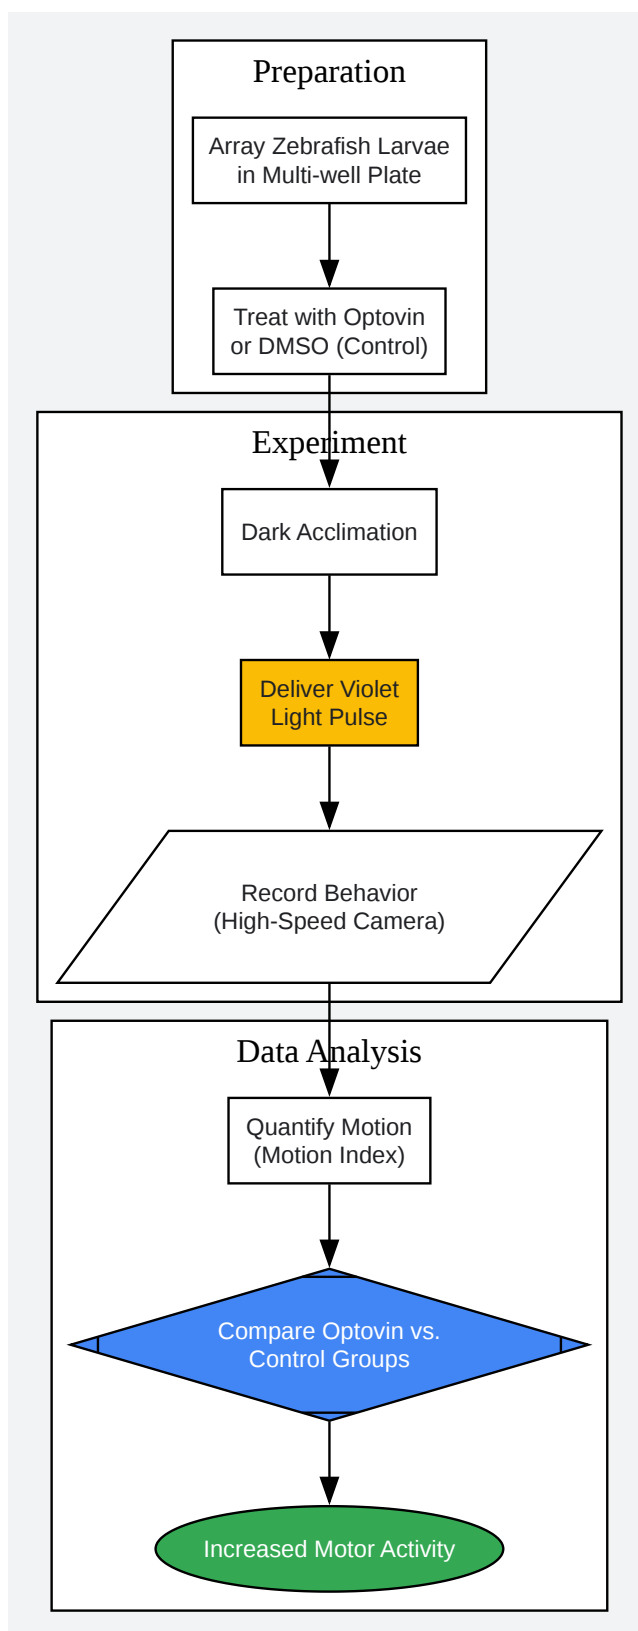 Preparation
Array Zebrafish Larvae
in Multi-well Plate
Treat with Optovin
or DMSO (Control)
Experiment
Dark Acclimation
Deliver Violet
Light Pulse
Record Behavior
(High-Speed Camera)
Data Analysis
Quantify Motion
(Motion Index)
Compare Optovin vs.
Control Groups
Increased Motor Activity